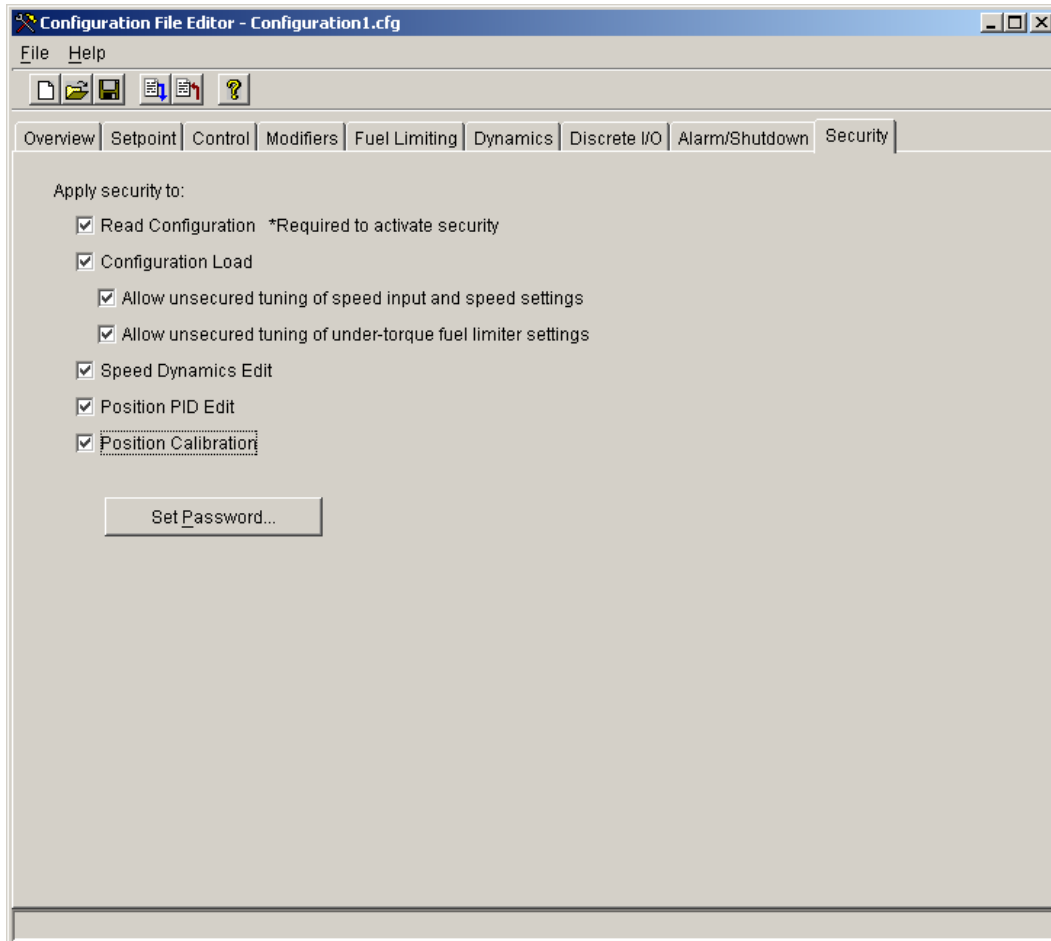 Configuration File Editor - Configuration1.cfg
File Help
Overview Setpoint Control Modifiers Fuel Limiting Dynamics Discrete I/O Alarm/Shutdown Security
Apply security to:
Read Configuration *Required to activate security
Configuration Load
Allow unsecured tuning of speed input and speed settings
Allow unsecured tuning of under-torque fuel limiter settings
Speed Dynamics Edit
Position PID Edit
Position Calibration
Set Password...